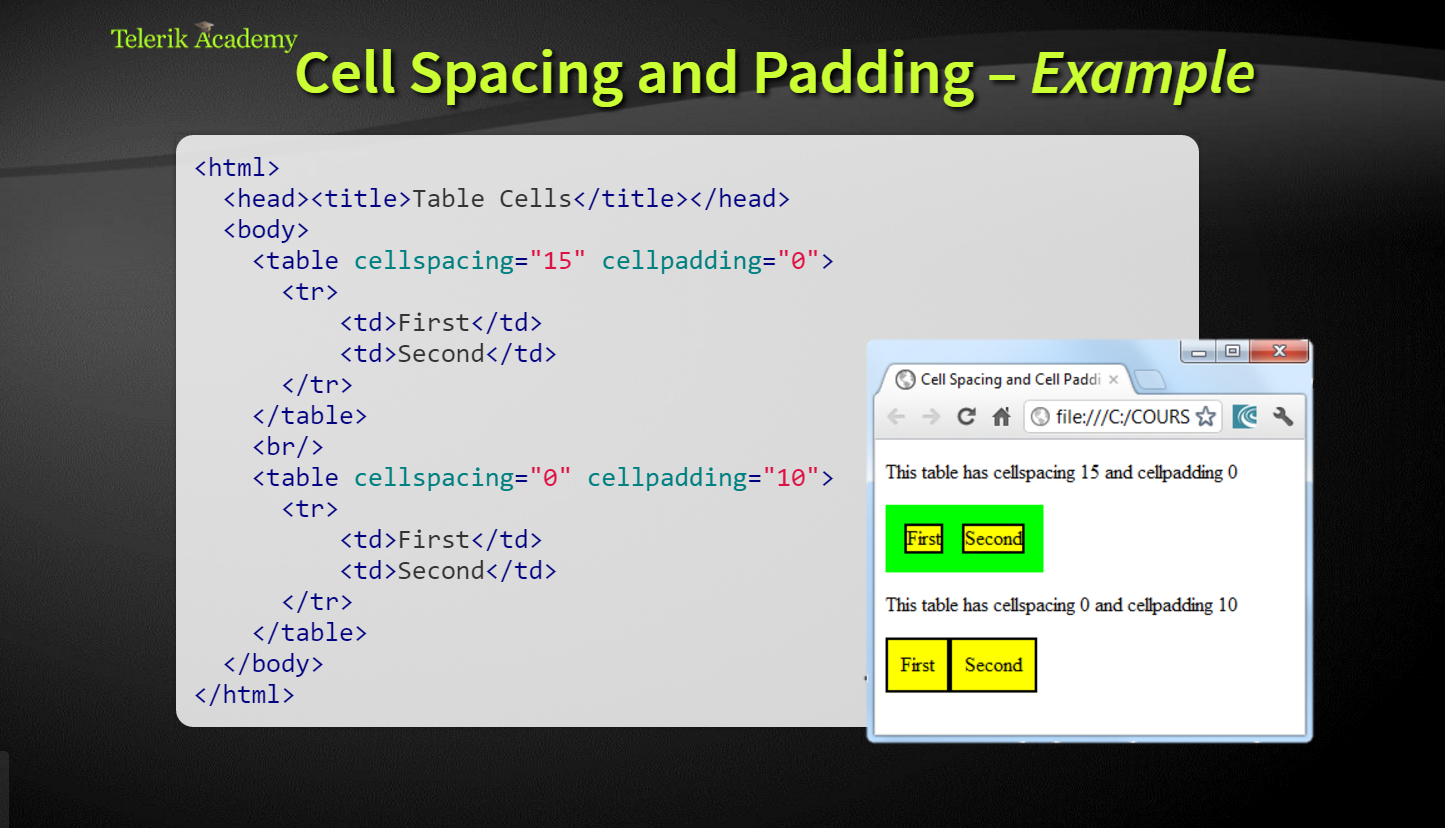 Telerik Academy
Cell Spacing and Padding – Example
<html>
<head><title>Table Cells</title></head>
<body>
<table cellspacing="15" cellpadding="0">
<tr>
<td>First</td>
<td>Second</td>
</tr>
</table>
<br/>
<table cellspacing="0" cellpadding="10">
<tr>
<td>First</td>
<td>Second</td>
</tr>
</table>
</body>
</html>
Cell Spacing and Cell Paddi
file:///C:/COURS
This table has cellspacing 15 and cellpadding 0
First Second
This table has cellspacing 0 and cellpadding 10
First Second